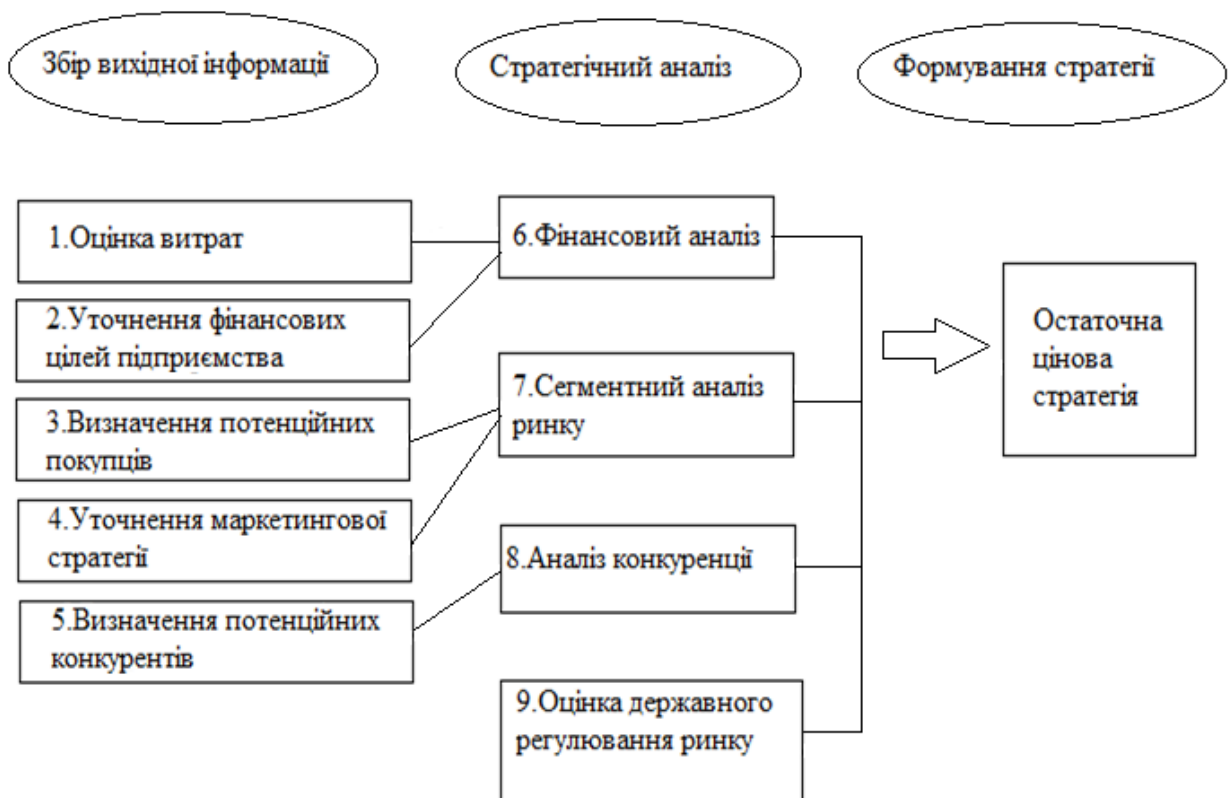 Збір вихідної інформації
Стратегічний аналіз
Формування стратегії
1.Оцінка витрат
2.Уточнення фінансових
цілей підприємства
3.Визначення потенційних
покупців
4.Уточнення маркетингової
стратегії
5.Визначення потенційних
конкурентів
6.Фінансовий аналіз
7.Сегментний аналіз
ринку
8.Аналіз конкуренції
9.Оцінка державного
регулювання ринку
Остаточна
цінова
стратегія